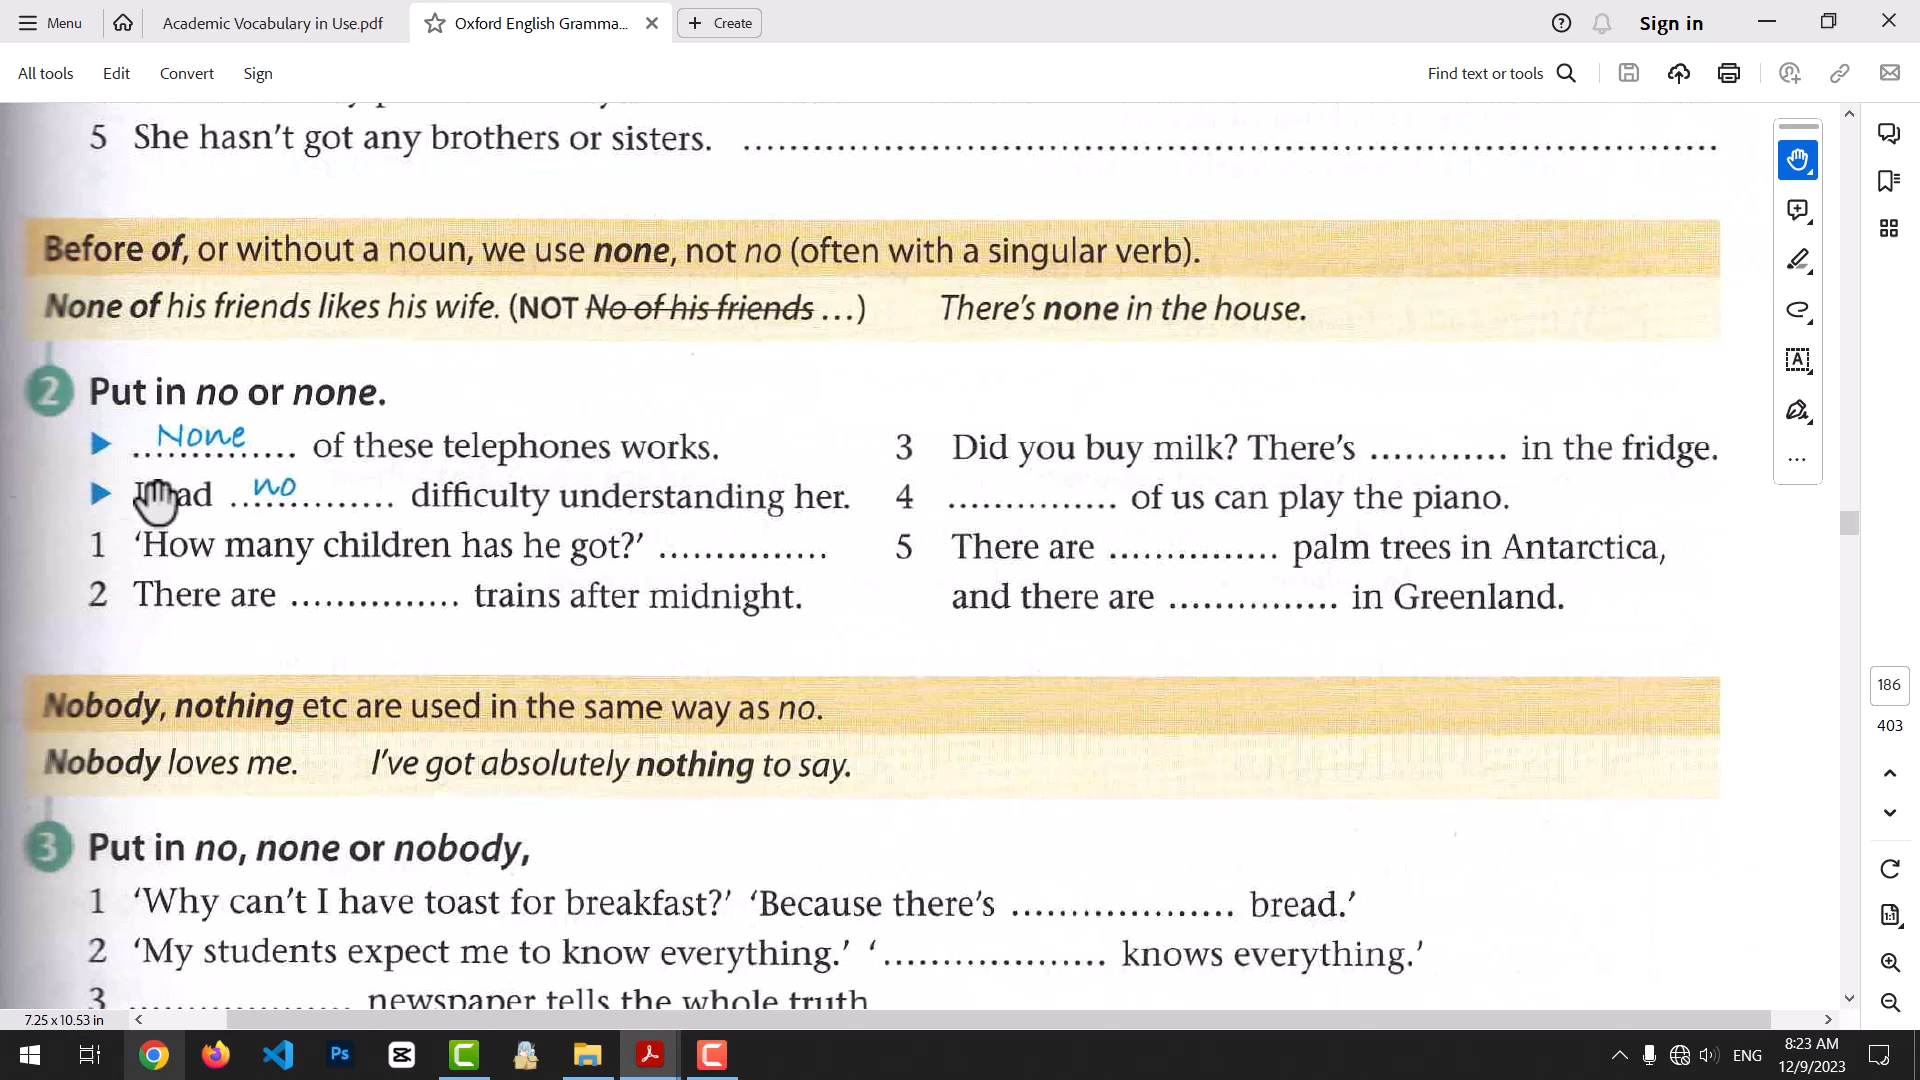 Menu
Academic Vocabulary in Use.pdf
Oxford English Gramma...
Create
Sign in
All tools
Edit
Convert
Sign
Find text or tools
5 She hasn't got any brothers or sisters. ................................
Before of, or without a noun, we use none, not no (often with a singular verb).
None of his friends likes his wife. (NOT No of his friends ...) There's none in the house.
2 Put in no or none.
None of these telephones works.
I had no difficulty understanding her.
1 'How many children has he got?' ...............
2 There are ............... trains after midnight.
3 Did you buy milk? There's ............ in the fridge.
4 ............... of us can play the piano.
5 There are ............... palm trees in Antarctica,
and there are ............... in Greenland.
Nobody, nothing etc are used in the same way as no.
Nobody loves me. I've got absolutely nothing to say.
3 Put in no, none or nobody,
1 'Why can't I have toast for breakfast?' 'Because there's ................... bread.'
2 'My students expect me to know everything.' '................... knows everything.'
3 ................... newspaper tells the whole truth
186
403
1:1
7.25 x 10.53 in
Ps
ENG
8:23 AM
12/9/2023